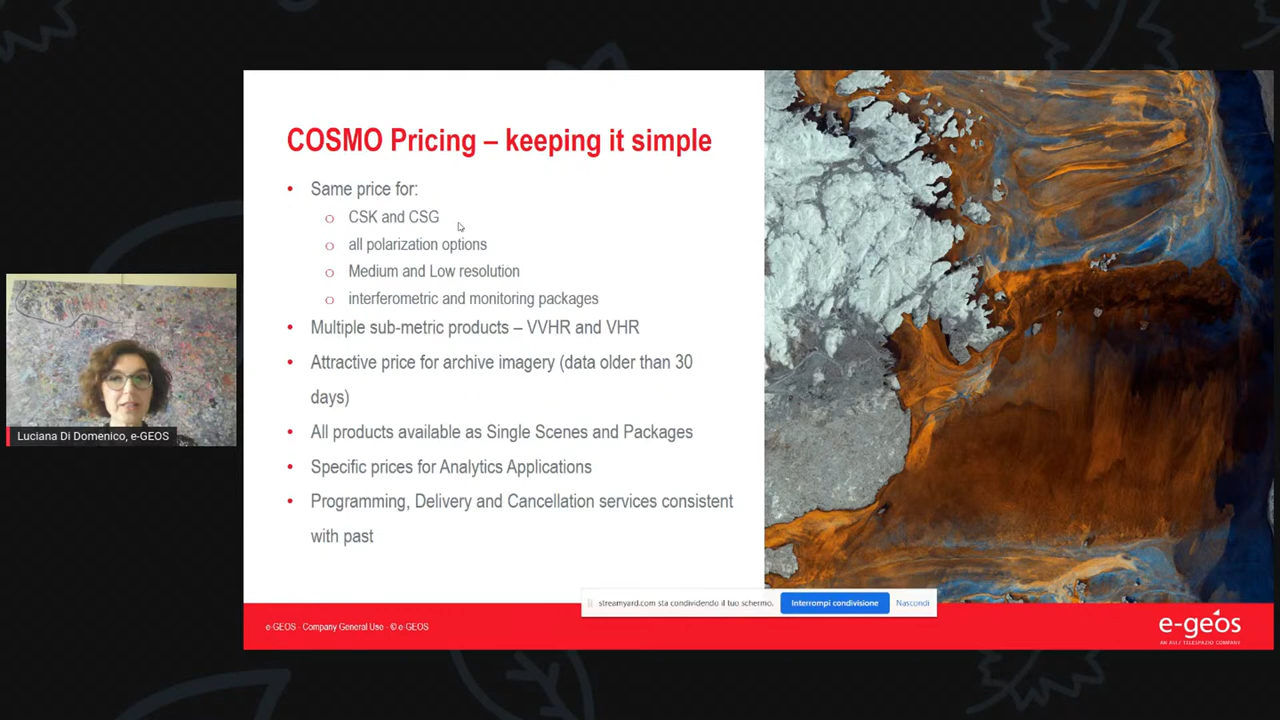 COSMO Pricing – keeping it simple
• Same price for:
o CSK and CSG
o all polarization options
o Medium and Low resolution
o interferometric and monitoring packages
• Multiple sub-metric products – VVHR and VHR
• Attractive price for archive imagery (data older than 30
days)
• All products available as Single Scenes and Packages
• Specific prices for Analytics Applications
• Programming, Delivery and Cancellation services consistent
with past
Luciana Di Domenico, e-GEOS
streamyard.com sta condividendo il tuo schermo.
Interrompi condivisione
Nascondi
e-GEOS - Company General Use - © e-GEOS
e-geos
AN ASI / TELESPAZIO COMPANY